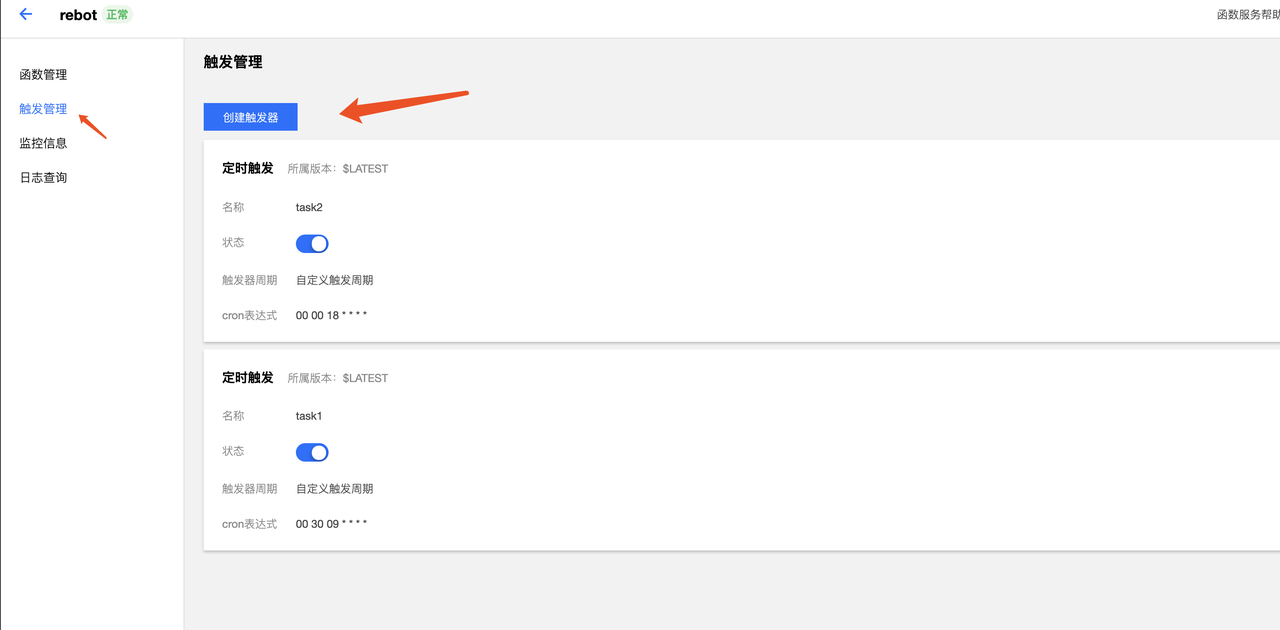 rebot 正常
函数服务帮助
函数管理
触发管理
监控信息
日志查询
触发管理
创建触发器
定时触发 所属版本：$LATEST
名称 task2
状态
触发器周期 自定义触发周期
cron表达式 00 00 18 * * * *
定时触发 所属版本：$LATEST
名称 task1
状态
触发器周期 自定义触发周期
cron表达式 00 30 09 * * * *